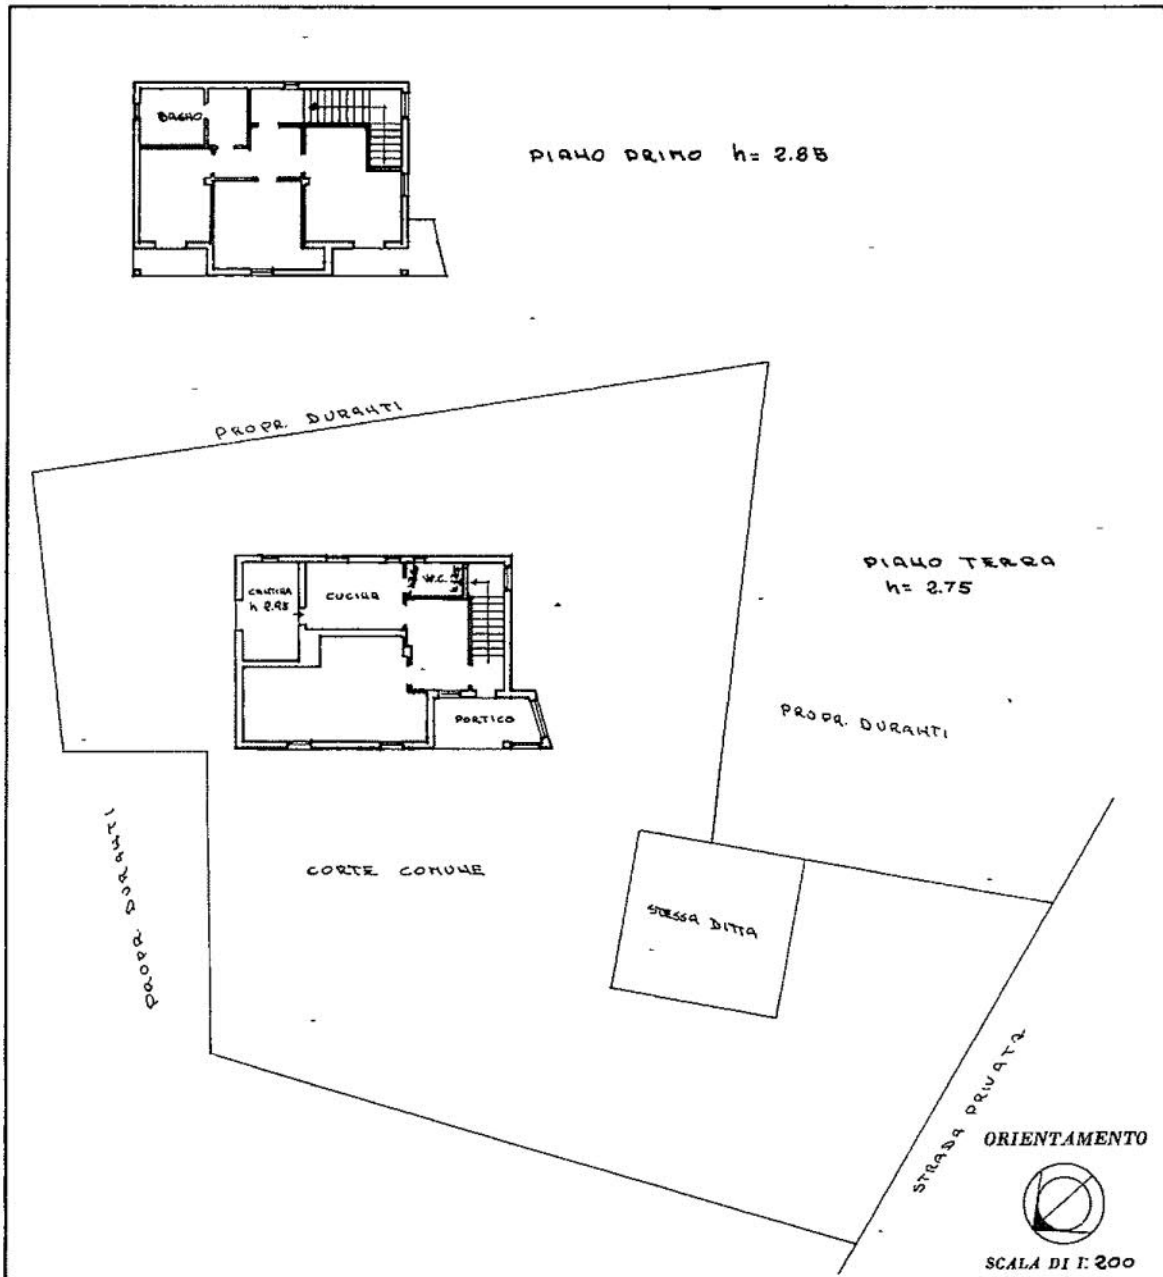 BAGNO
PIANO PRIMO h= 2.85
PROPR. DURANTI
PIANO TERRA
h= 2.75
CANTINA
h 2.95
CUCINA
W.C.
PORTICO
PROPR. DURANTI
PROPR. DURANTI
CORTE COMUNE
STESSA DITTA
STRADA PRIVATA
ORIENTAMENTO
SCALA DI 1: 200